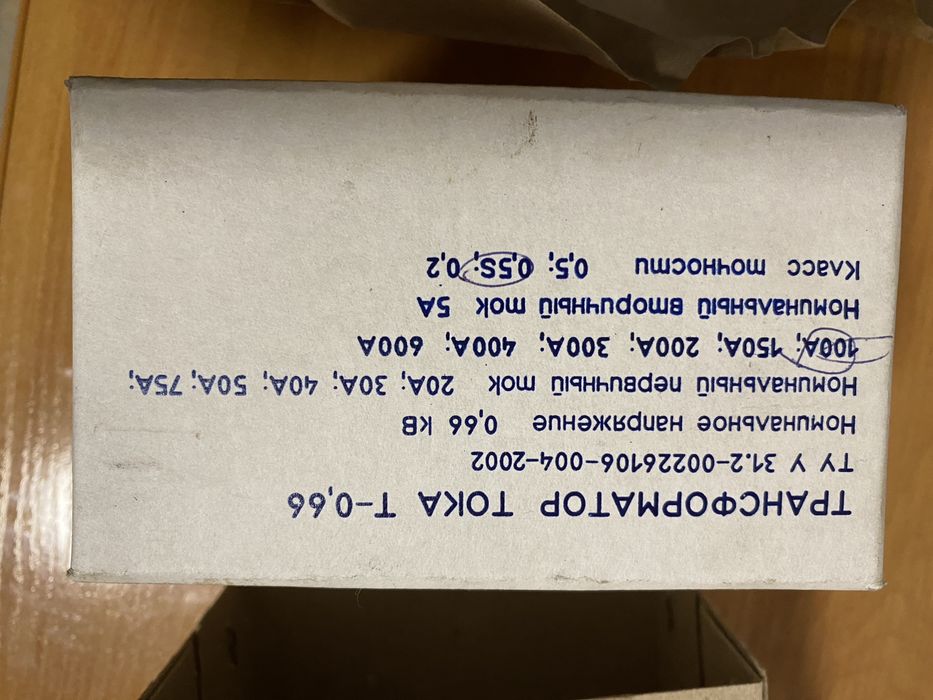 ТРАНСФОРМАТОР ТОКА Т-0,66
ТУ У 31.2-00226106-004-2002
Номинальное напряжение 0,66 кВ
Номинальный первичный ток 20А; 30А; 40А; 50А; 75А;
100А; 150А; 200А; 300А; 400А; 600А
Номинальный вторичный ток 5А
Класс точности 0,5; 0,5S; 0,2